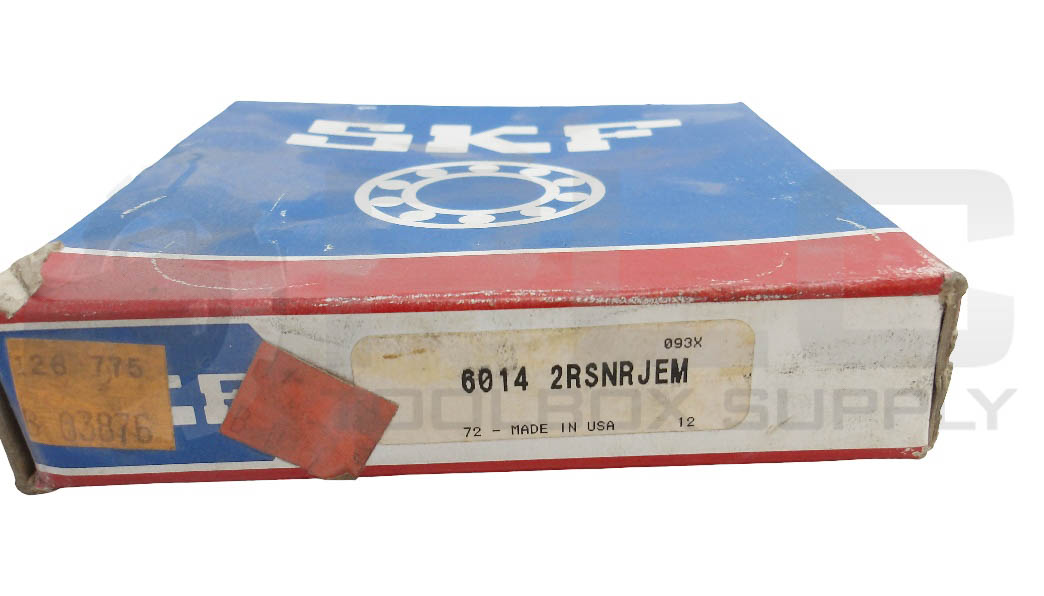 SKF
093X
6014 2RSNRJEM
72 - MADE IN USA 12
126 775
03876
TOOLBOX SUPPLY